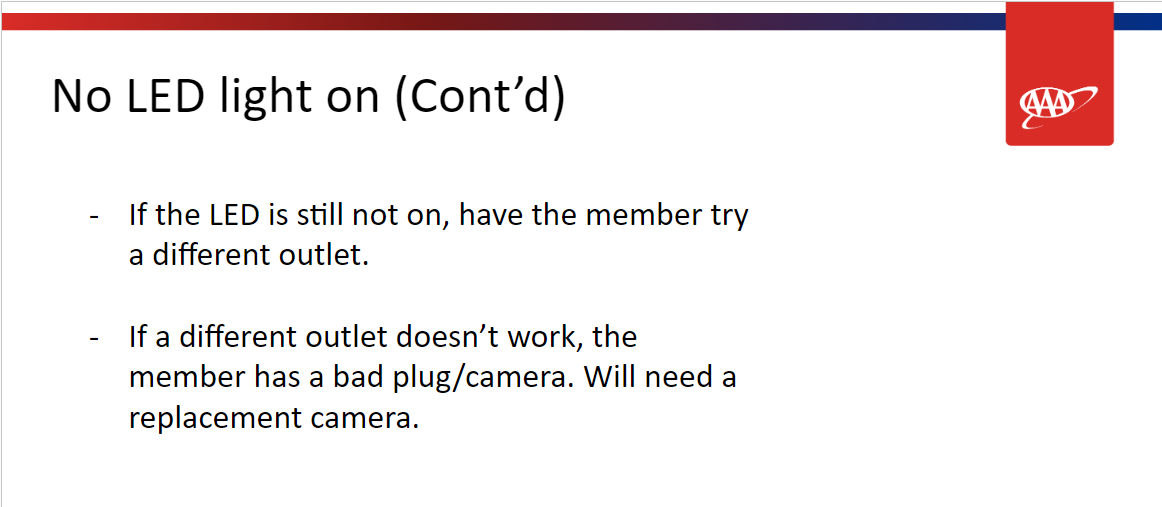 No LED light on (Cont’d)
AAA
- If the LED is still not on, have the member try
a different outlet.
- If a different outlet doesn’t work, the
member has a bad plug/camera. Will need a
replacement camera.